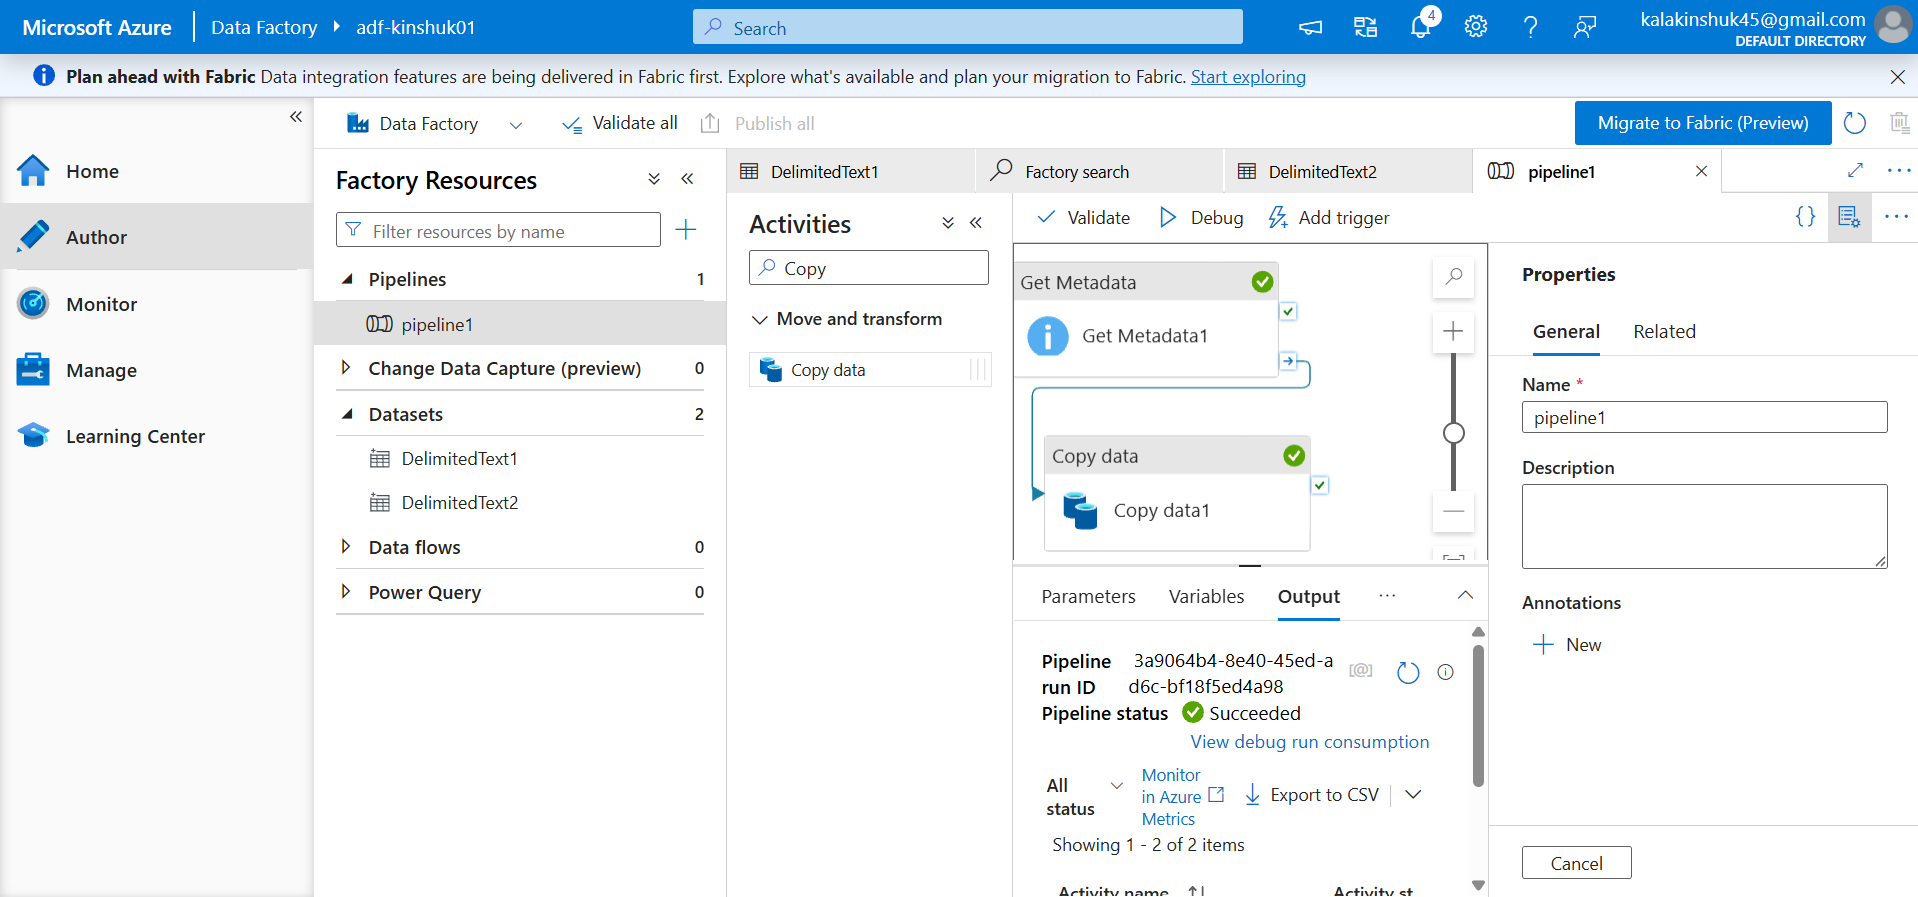 Microsoft Azure
Data Factory
adf-kinshuk01
Search
4
kalakinshuk45@gmail.com
DEFAULT DIRECTORY
Plan ahead with Fabric Data integration features are being delivered in Fabric first. Explore what's available and plan your migration to Fabric. Start exploring
Home
Author
Monitor
Manage
Learning Center
Data Factory
Validate all
Publish all
Migrate to Fabric (Preview)
Factory Resources
Filter resources by name
Pipelines 1
pipeline1
Change Data Capture (preview) 0
Datasets 2
DelimitedText1
DelimitedText2
Data flows 0
Power Query 0
DelimitedText1
Factory search
DelimitedText2
pipeline1
Activities
Copy
Move and transform
Copy data
Validate
Debug
Add trigger
{}
Get Metadata
Get Metadata1
Copy data
Copy data1
Parameters
Variables
Output
Pipeline run ID
3a9064b4-8e40-45ed-a
d6c-bf18f5ed4a98
[@]
Pipeline status Succeeded
View debug run consumption
All status
Monitor in Azure Metrics
Export to CSV
Showing 1 - 2 of 2 items
Activity name
Activity st
Properties
General
Related
Name *
pipeline1
Description
Annotations
New
Cancel